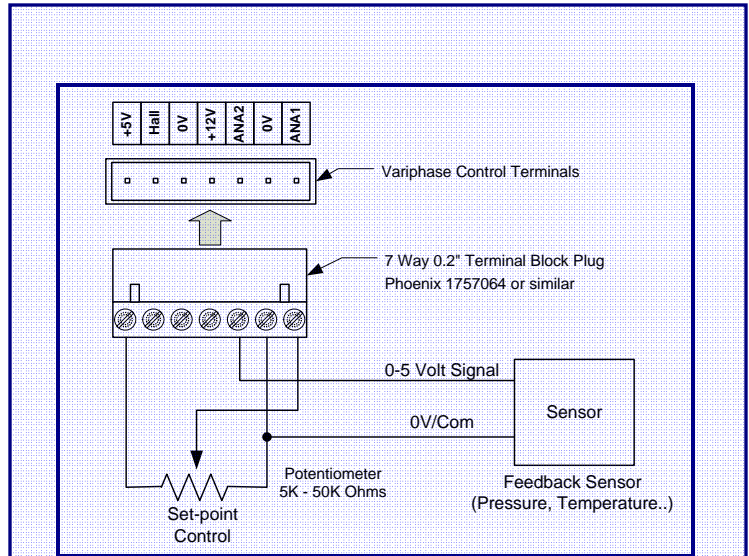 +5V
Hall
0V
+12V
ANA2
0V
ANA1
Variphase Control Terminals
7 Way 0.2" Terminal Block Plug
Phoenix 1757064 or similar
0-5 Volt Signal
Sensor
0V/Com
Potentiometer
5K - 50K Ohms
Set-point
Control
Feedback Sensor
(Pressure, Temperature..)